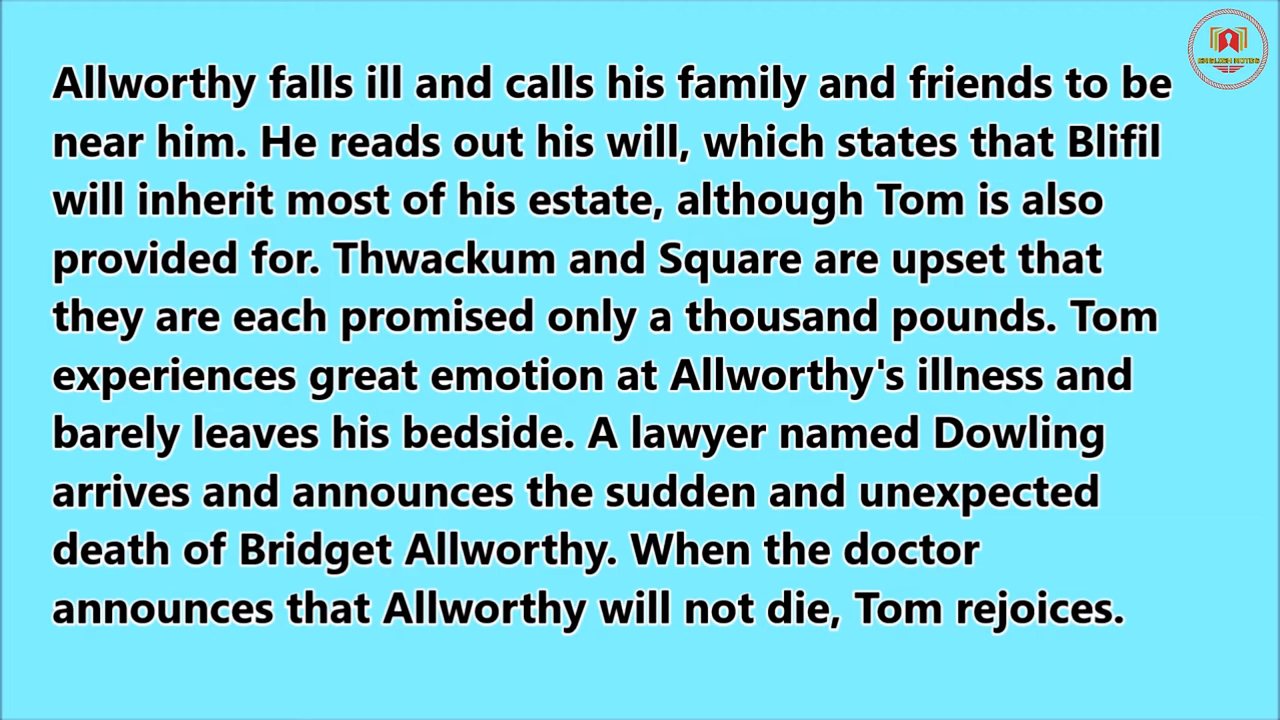 ENGLISH NOTES
Allworthy falls ill and calls his family and friends to be
near him. He reads out his will, which states that Blifil
will inherit most of his estate, although Tom is also
provided for. Thwackum and Square are upset that
they are each promised only a thousand pounds. Tom
experiences great emotion at Allworthy's illness and
barely leaves his bedside. A lawyer named Dowling
arrives and announces the sudden and unexpected
death of Bridget Allworthy. When the doctor
announces that Allworthy will not die, Tom rejoices.